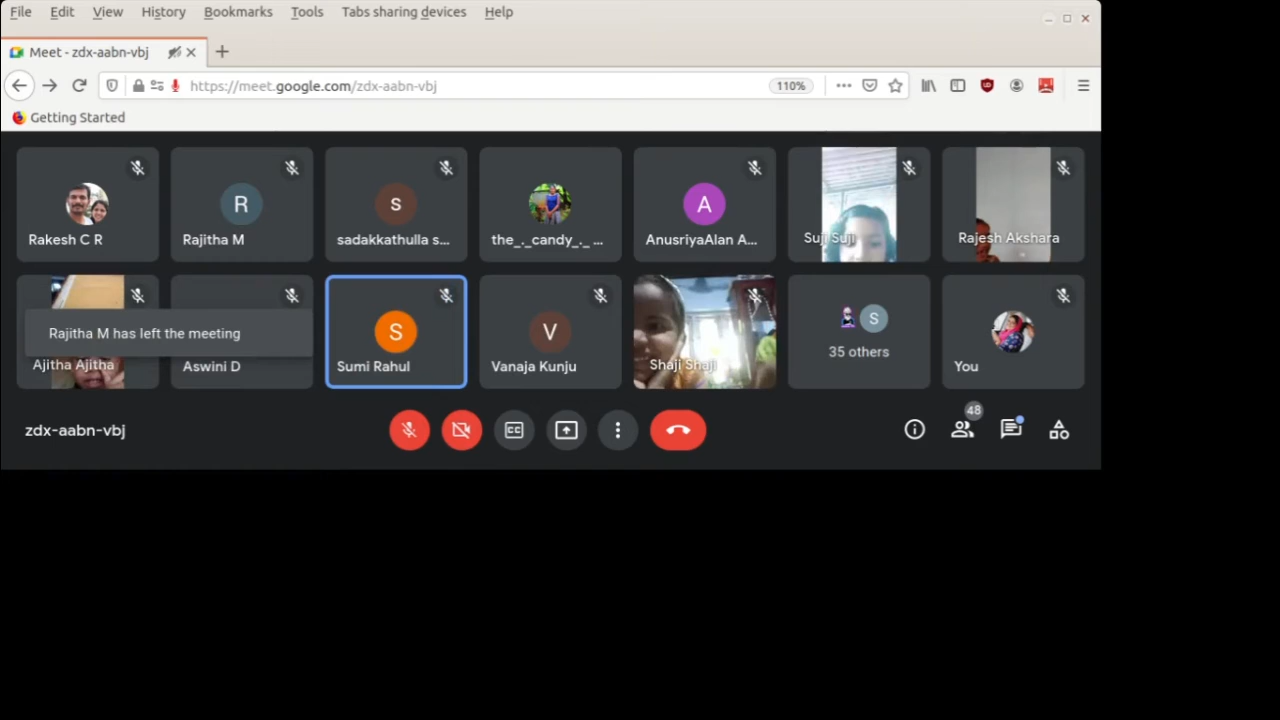 File Edit View History Bookmarks Tools Tabs sharing devices Help
Meet - zdx-aabn-vbj
https://meet.google.com/zdx-aabn-vbj 110%
Getting Started
Rakesh C R Rajitha M sadakkathulla s... the_._candy_._ ... AnusriyaAlan A... Suji Suji Rajesh Akshara
Rajitha M has left the meeting
S
V
S
35 others
Ajitha Ajitha Aswini D Sumi Rahul Vanaja Kunju Shaji Shaji You
zdx-aabn-vbj CC 48